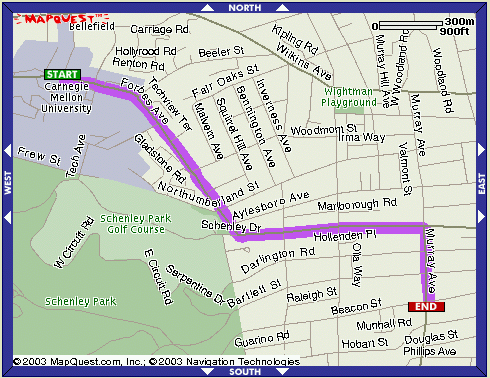 NORTH
MAPQUEST
Bellefield
Carriage Rd
Kipling Rd
300m
900ft
Hollyrood Rd
Renton Rd
Beeler St
Wilkins Ave
Murray Hill Ave
Woodland Rd
Woodland Rd
START
Carnegie
Mellon
University
Forbes Ave
Techview Ter
Fair Oaks St
Malvern Ave
Squirrel Hill Ave
Bennington Ave
Inverness Ave
Wightman
Playground
Murray Ave
Woodmont St
Irma Way
Valmont St
Frew St
Tech Ave
Gladstone Rd
Northumberland St
WEST
EAST
Aylesboro Ave
Marlborough Rd
Schenley Park
Golf Course
Schenley Dr
Hollenden Pl
Murray Ave
W Circuit Rd
E Circuit Rd
Serpentine Dr
Darlington Rd
Olla Way
Bartlett St
Schenley Park
Raleigh St
Beacon St
END
Munhall Rd
Guarino Rd
Hobart St
Douglas St
Phillips Ave
©2003 MapQuest.com, Inc.; ©2003 Navigation Technologies
SOUTH